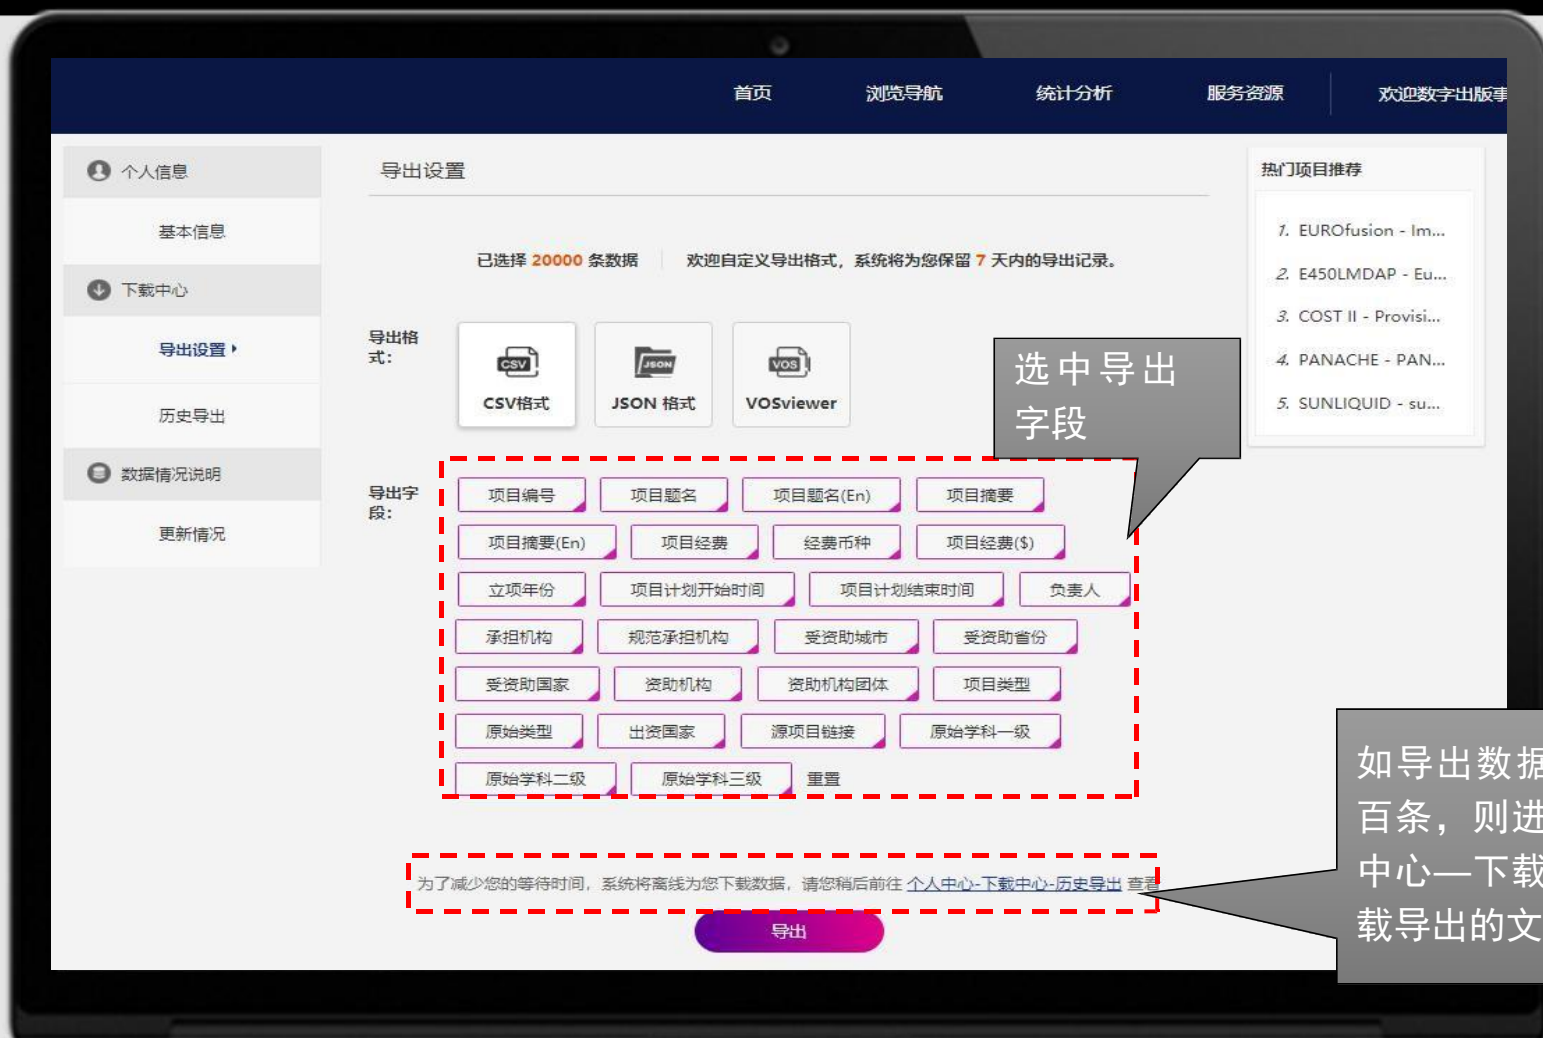 首页 浏览导航 统计分析 服务资源 欢迎数字出版事
个人信息
基本信息
下载中心
导出设置
历史导出
数据情况说明
更新情况
导出设置
已选择 20000 条数据 欢迎自定义导出格式，系统将为您保留 7 天内的导出记录。
导出格
式：
CSV
CSV格式
JSON
JSON 格式
VOS
VOSviewer
选中导出
字段
导出字
段：
项目编号 项目题名 项目题名(En) 项目摘要
项目摘要(En) 项目经费 经费币种 项目经费($)
立项年份 项目计划开始时间 项目计划结束时间 负责人
承担机构 规范承担机构 受资助城市 受资助省份
受资助国家 资助机构 资助机构团体 项目类型
原始类型 出资国家 源项目链接 原始学科一级
原始学科二级 原始学科三级 重置
为了减少您的等待时间，系统将离线为您下载数据，请您稍后前往 个人中心-下载中心-历史导出 查看
导出
热门项目推荐
1. EUROfusion - Im...
2. E450LMDAP - Eu...
3. COST II - Provisi...
4. PANACHE - PAN...
5. SUNLIQUID - su...
如导出数据
百条，则进
中心—下载
载导出的文